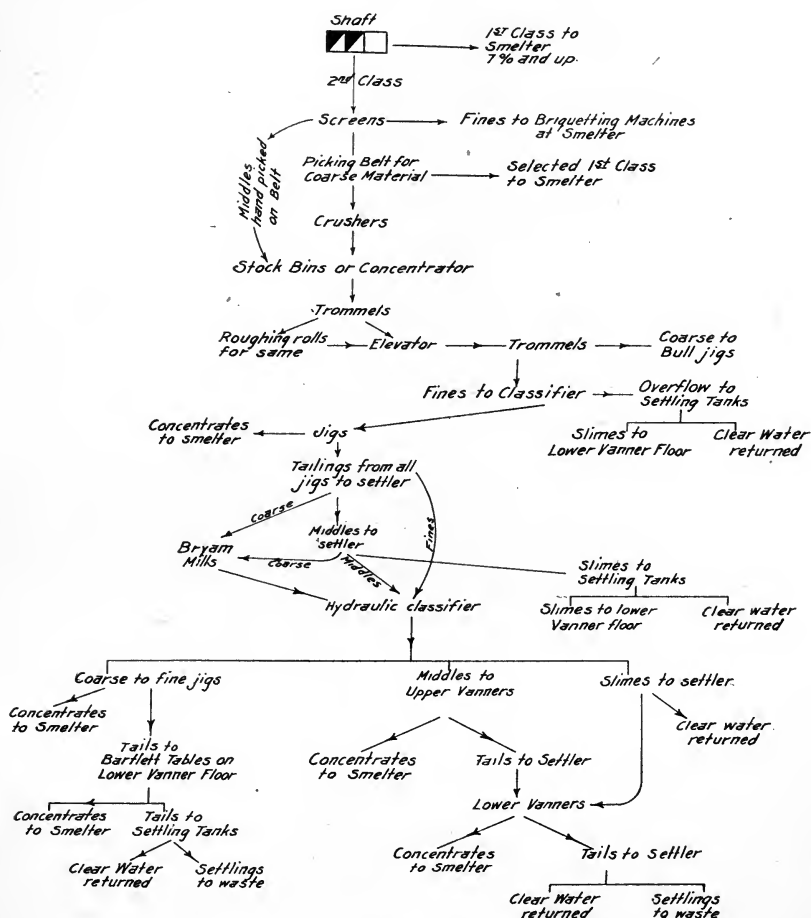 Shaft
1ST Class to
Smelter
7% and up.
2nd Class
Screens
Fines to Briquetting Machines
at Smelter
Middles
hand picked
on Belt
Picking Belt for
Coarse Material
Selected 1st Class
to Smelter
Crushers
Stock Bins or Concentrator
Trommels
Roughing rolls
for same
Elevator
Trommels
Coarse to
Bull jigs
Fines to Classifier
Overflow to
Settling Tanks
Slimes to
Lower Vanner Floor
Clear Water
returned
Concentrates
to smelter
Jigs
Tailings from all
jigs to settler
Coarse
Middles to
settler
Fines
Bryam
Mills
Coarse
Middles
Slimes to
Settling Tanks
Hydraulic classifier
Slimes to lower
Vanner floor
Clear water
returned
Coarse to fine jigs
Middles to
Upper Vanners
Slimes to settler
Concentrates
to Smelter
Clear water
returned
Tails to
Bartlett Tables on
Lower Vanner Floor
Concentrates
to Smelter
Tails to Settler
Lower Vanners
Concentrates
to Smelter
Tails to
Settling Tanks
Clear Water
returned
Settlings
to waste
Concentrates
to Smelter
Tails to Settler
Clear Water
returned
Settlings
to waste